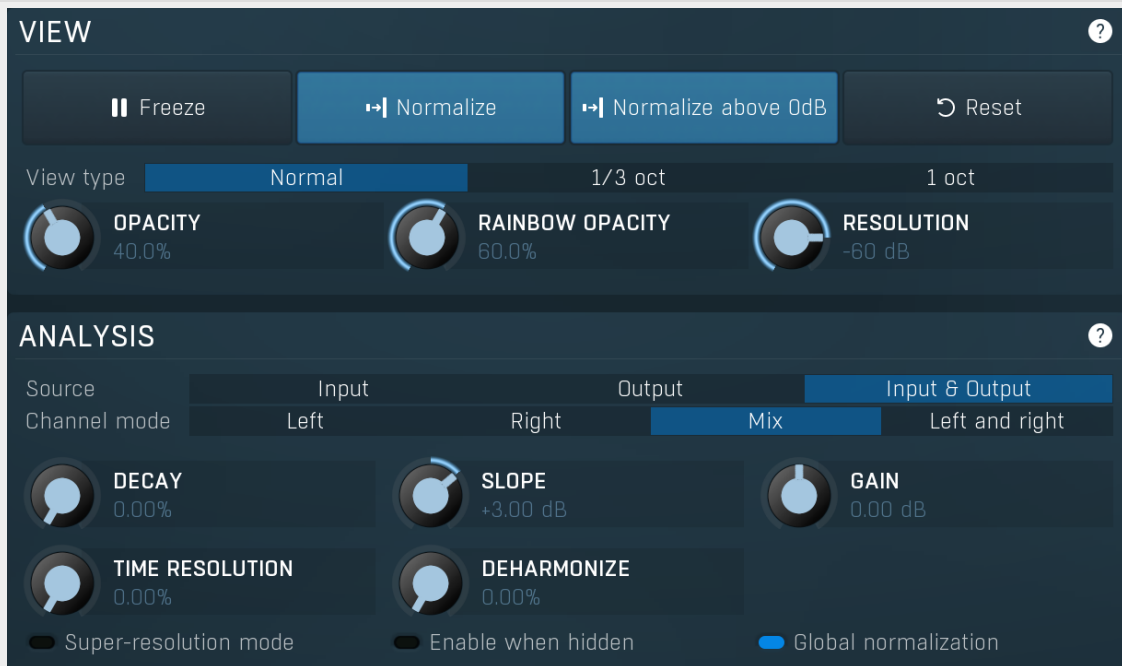 VIEW ?
Freeze Normalize Normalize above 0dB Reset
View type Normal 1/3 oct 1 oct
OPACITY RAINBOW OPACITY RESOLUTION
40.0% 60.0% -60 dB
ANALYSIS ?
Source Input Output Input & Output
Channel mode Left Right Mix Left and right
DECAY SLOPE GAIN
0.00% +3.00 dB 0.00 dB
TIME RESOLUTION DEHARMONIZE
0.00% 0.00%
Super-resolution mode Enable when hidden Global normalization